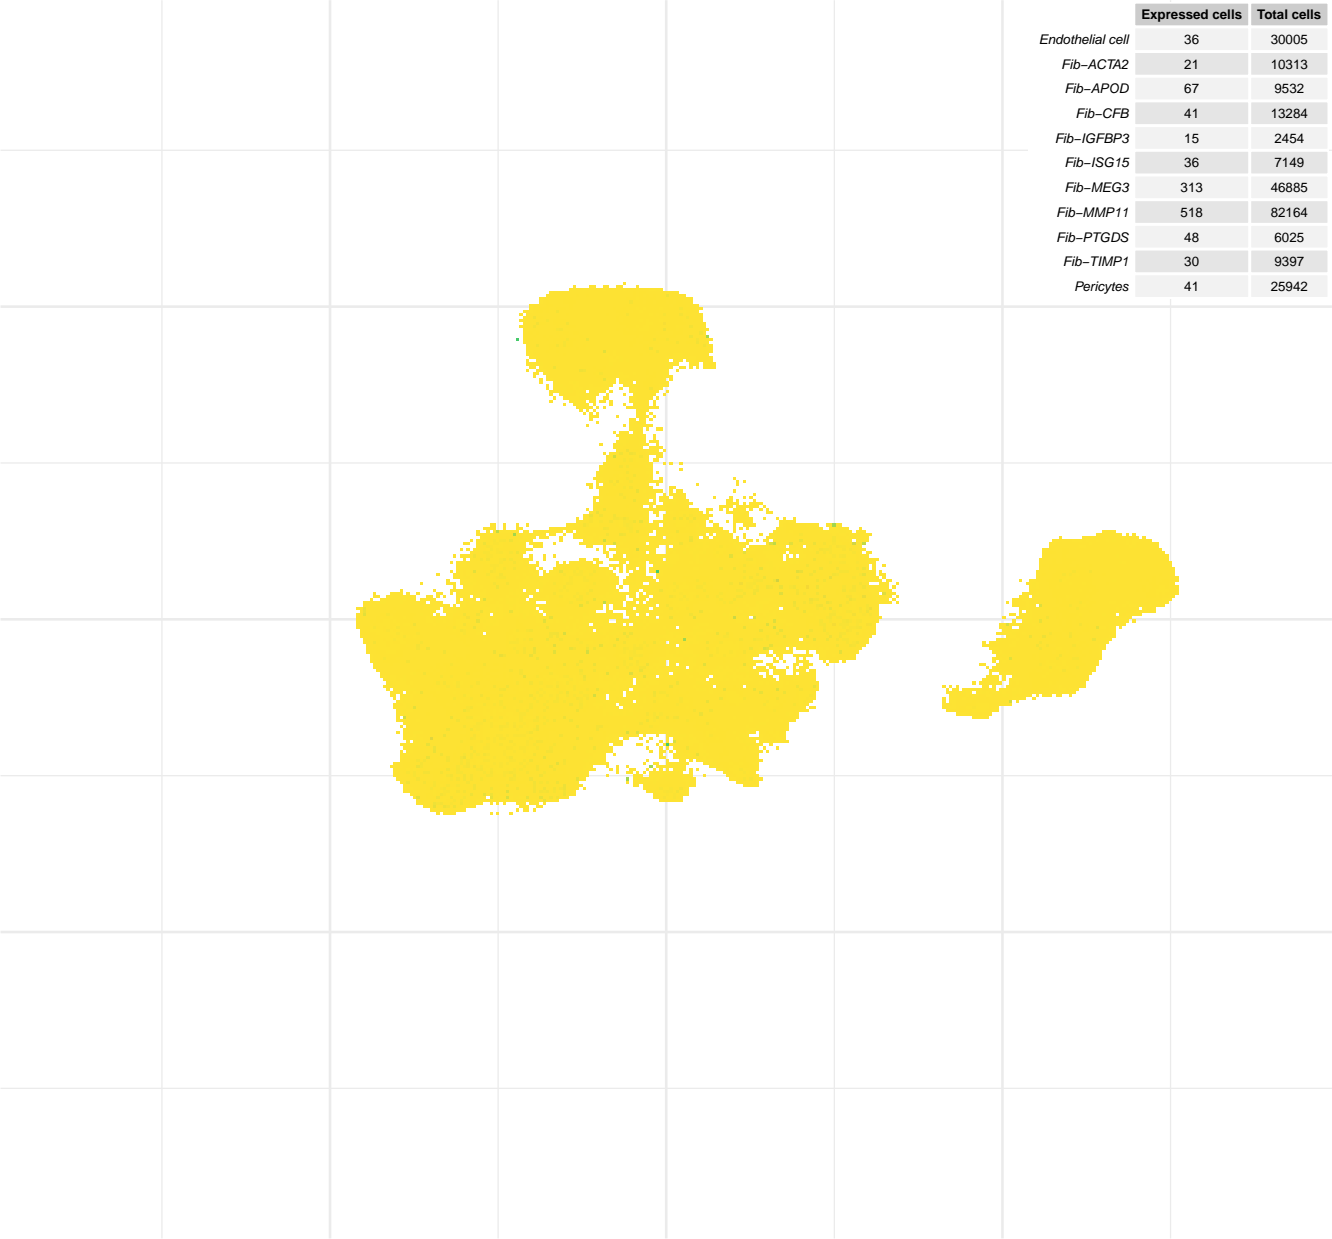 Expressed cells Total cells
Endothelial cell 36 30005
Fib−ACTA2 21 10313
Fib−APOD 67 9532
Fib−CFB 41 13284
Fib−IGFBP3 15 2454
Fib−ISG15 36 7149
Fib−MEG3 313 46885
Fib−MMP11 518 82164
Fib−PTGDS 48 6025
Fib−TIMP1 30 9397
Pericytes 41 25942